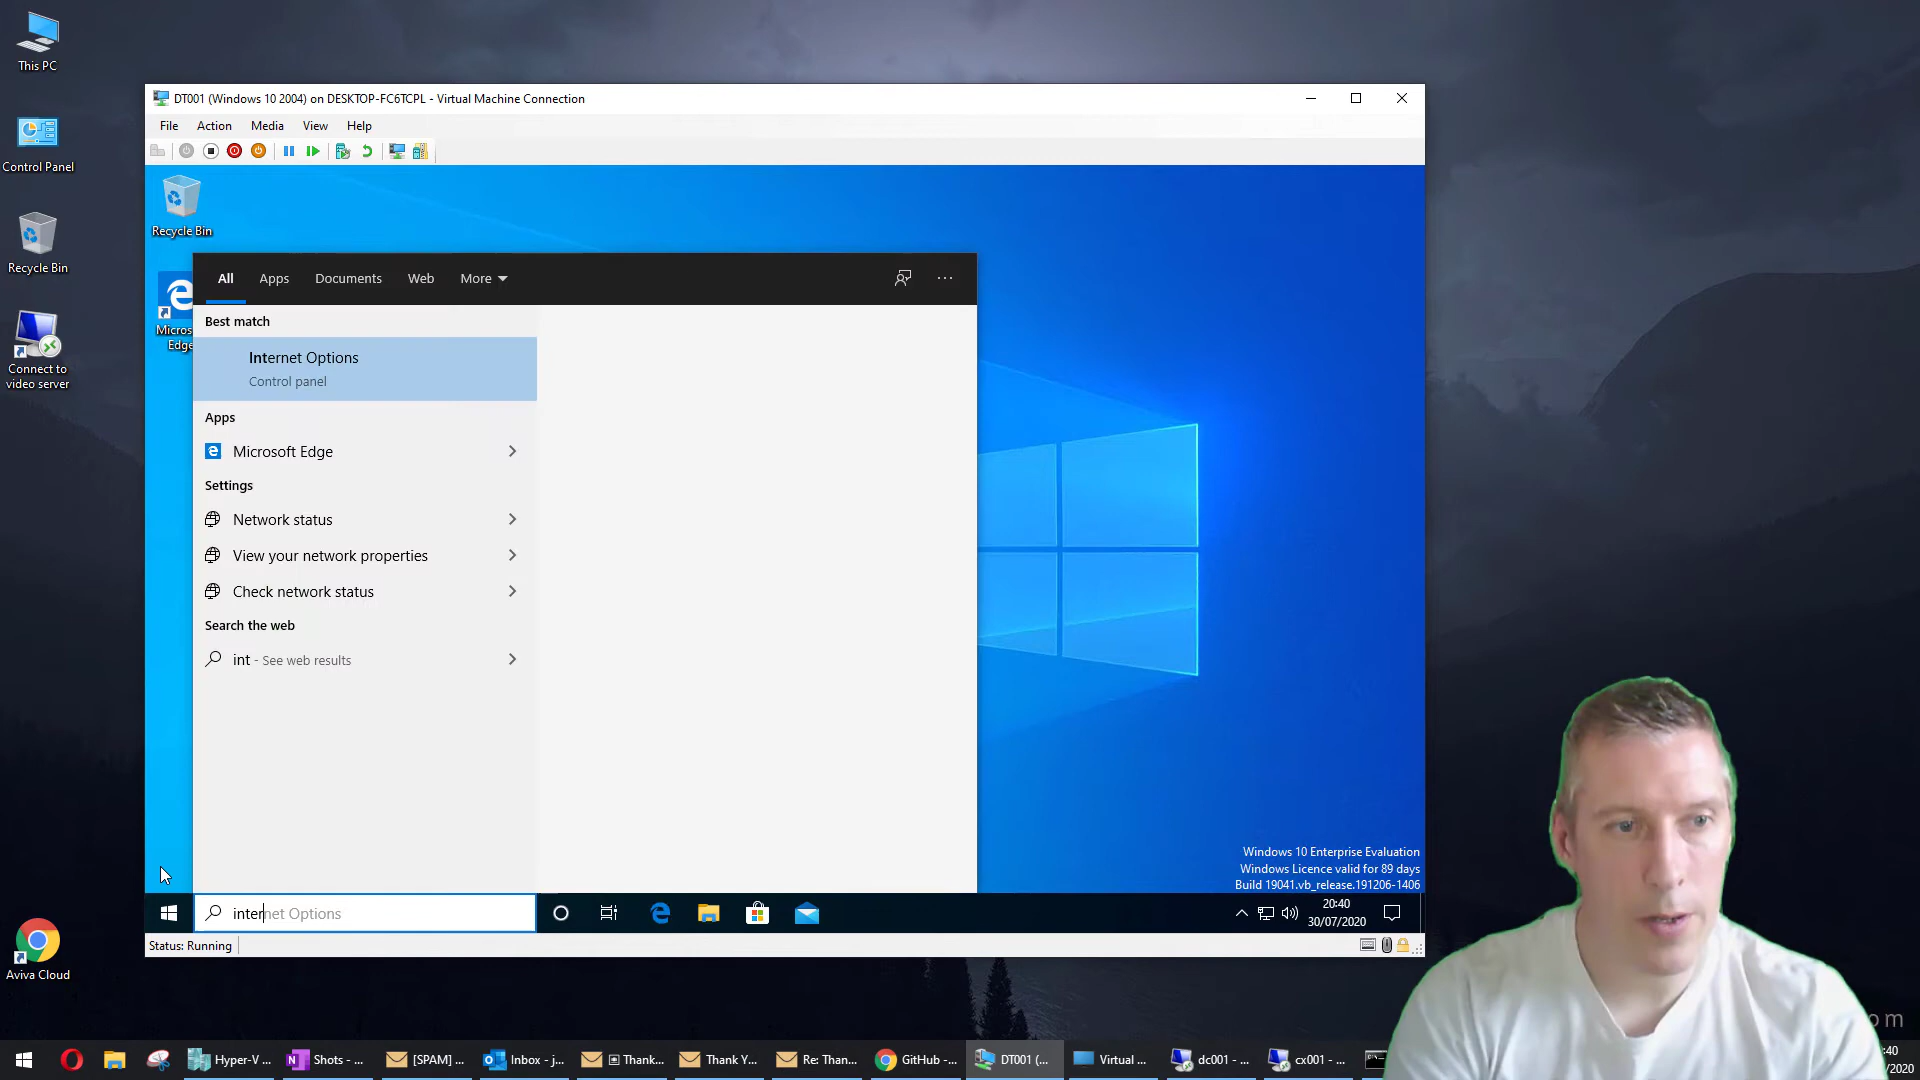 This PC
Control Panel
Recycle Bin
Connect to
video server
Aviva Cloud
DT001 (Windows 10 2004) on DESKTOP-FC6TCPL - Virtual Machine Connection
File Action Media View Help
Recycle Bin
Micros
Edge
All Apps Documents Web More
Best match
Internet Options
Control panel
Apps
Microsoft Edge
Settings
Network status
View your network properties
Check network status
Search the web
int - See web results
Windows 10 Enterprise Evaluation
Windows Licence valid for 89 days
Build 19041.vb_release.191206-1406
internet Options
20:40
30/07/2020
Status: Running
om
Hyper-V ... Shots - ... [SPAM] ... Inbox - j... Thank... Thank Y... Re: Than... GitHub -... DT001 (... Virtual ... dc001 - ... cx001 - ...
:40
/2020